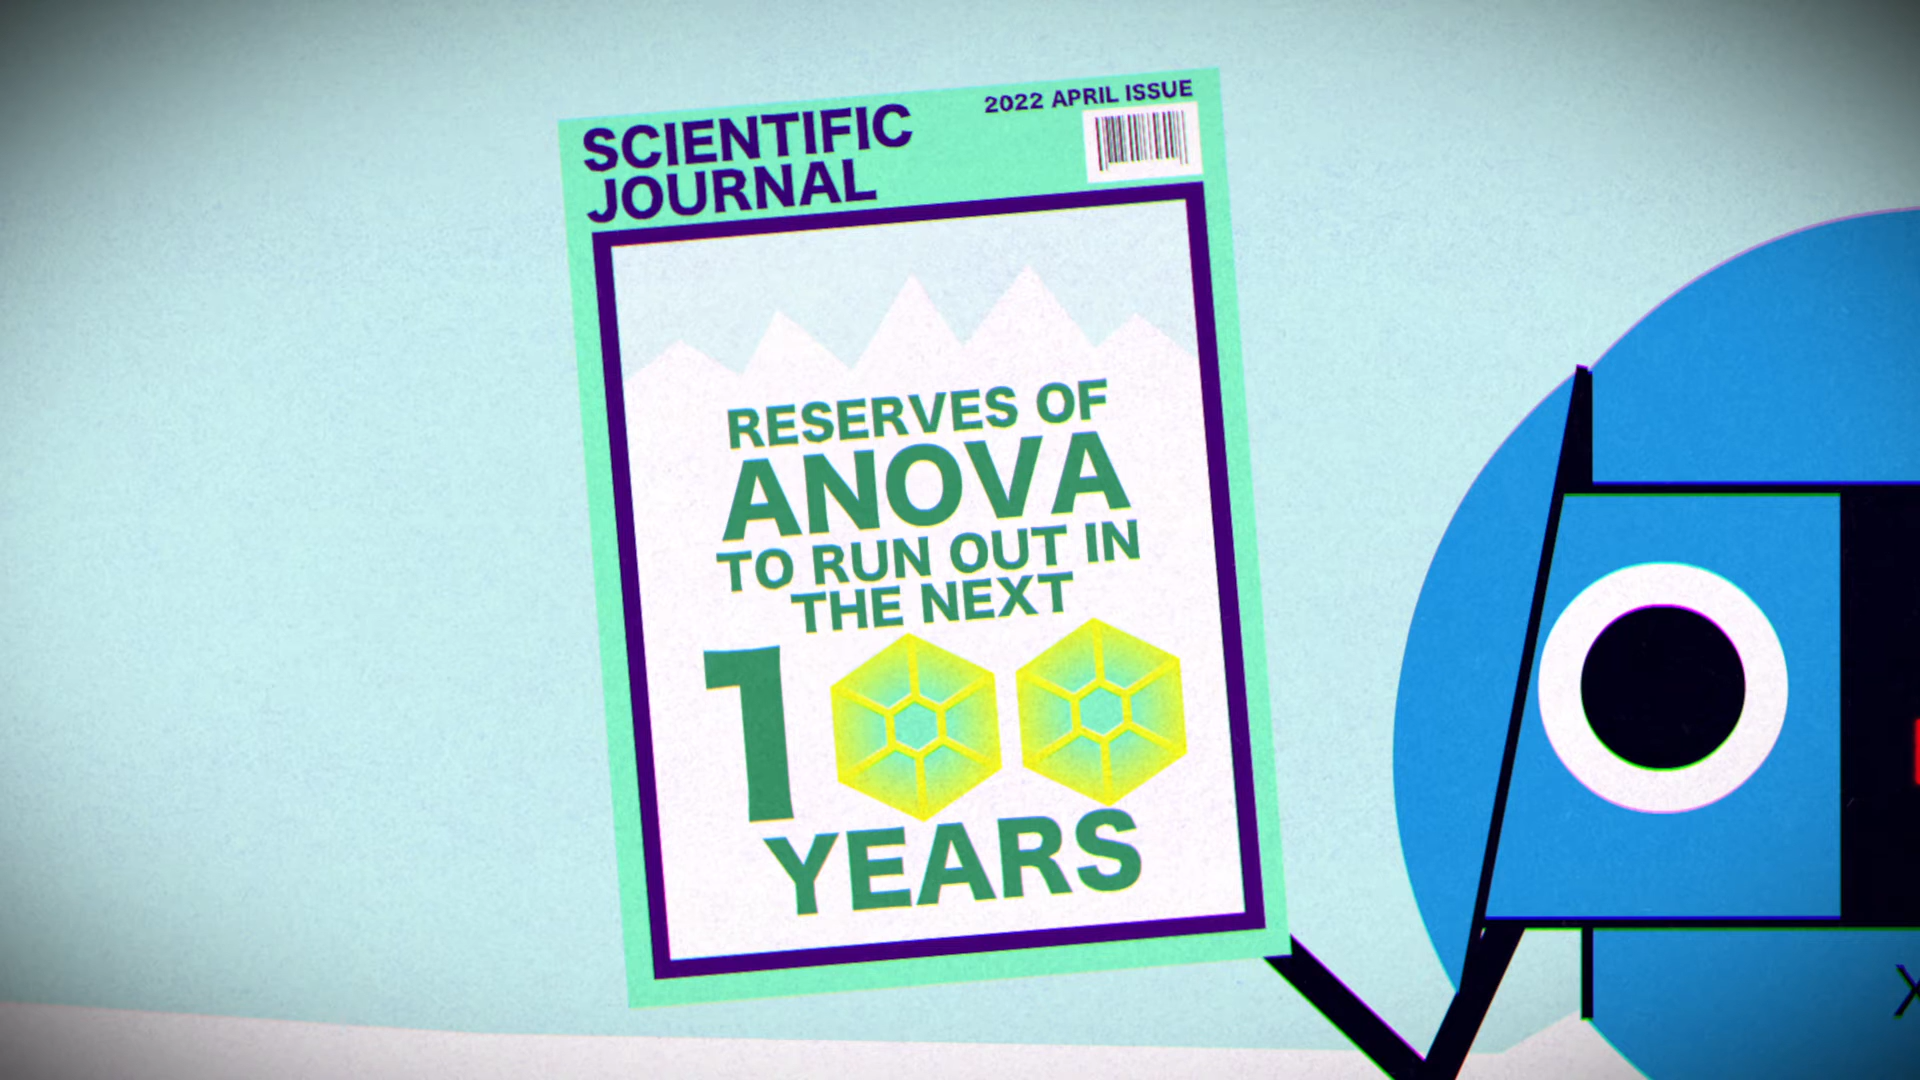 SCIENTIFIC
JOURNAL
2022 APRIL ISSUE
RESERVES OF
ANOVA
TO RUN OUT IN
THE NEXT
100
YEARS